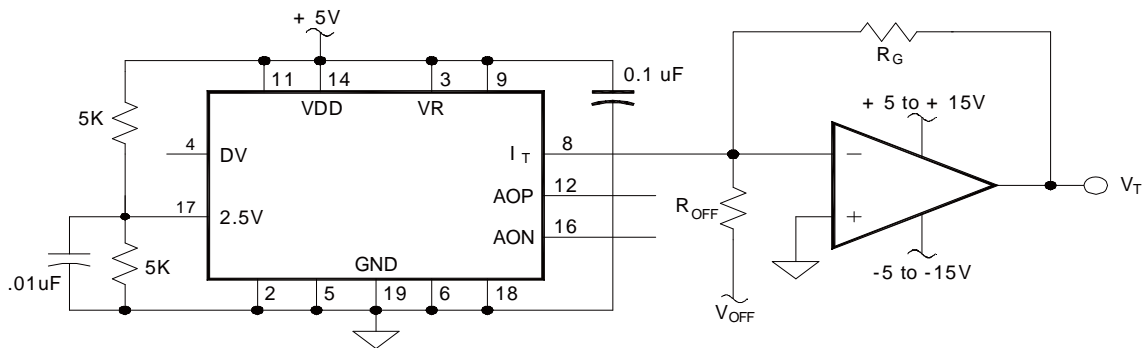 + 5V
R_G
11
14
3
9
0.1 uF
VDD
VR
5K
+ 5 to + 15V
4
DV
I_T
8
−
AOP
12
V_T
17
2.5V
R_OFF
+
AON
16
GND
5K
.01uF
-5 to -15V
2
5
19
6
18
V_OFF